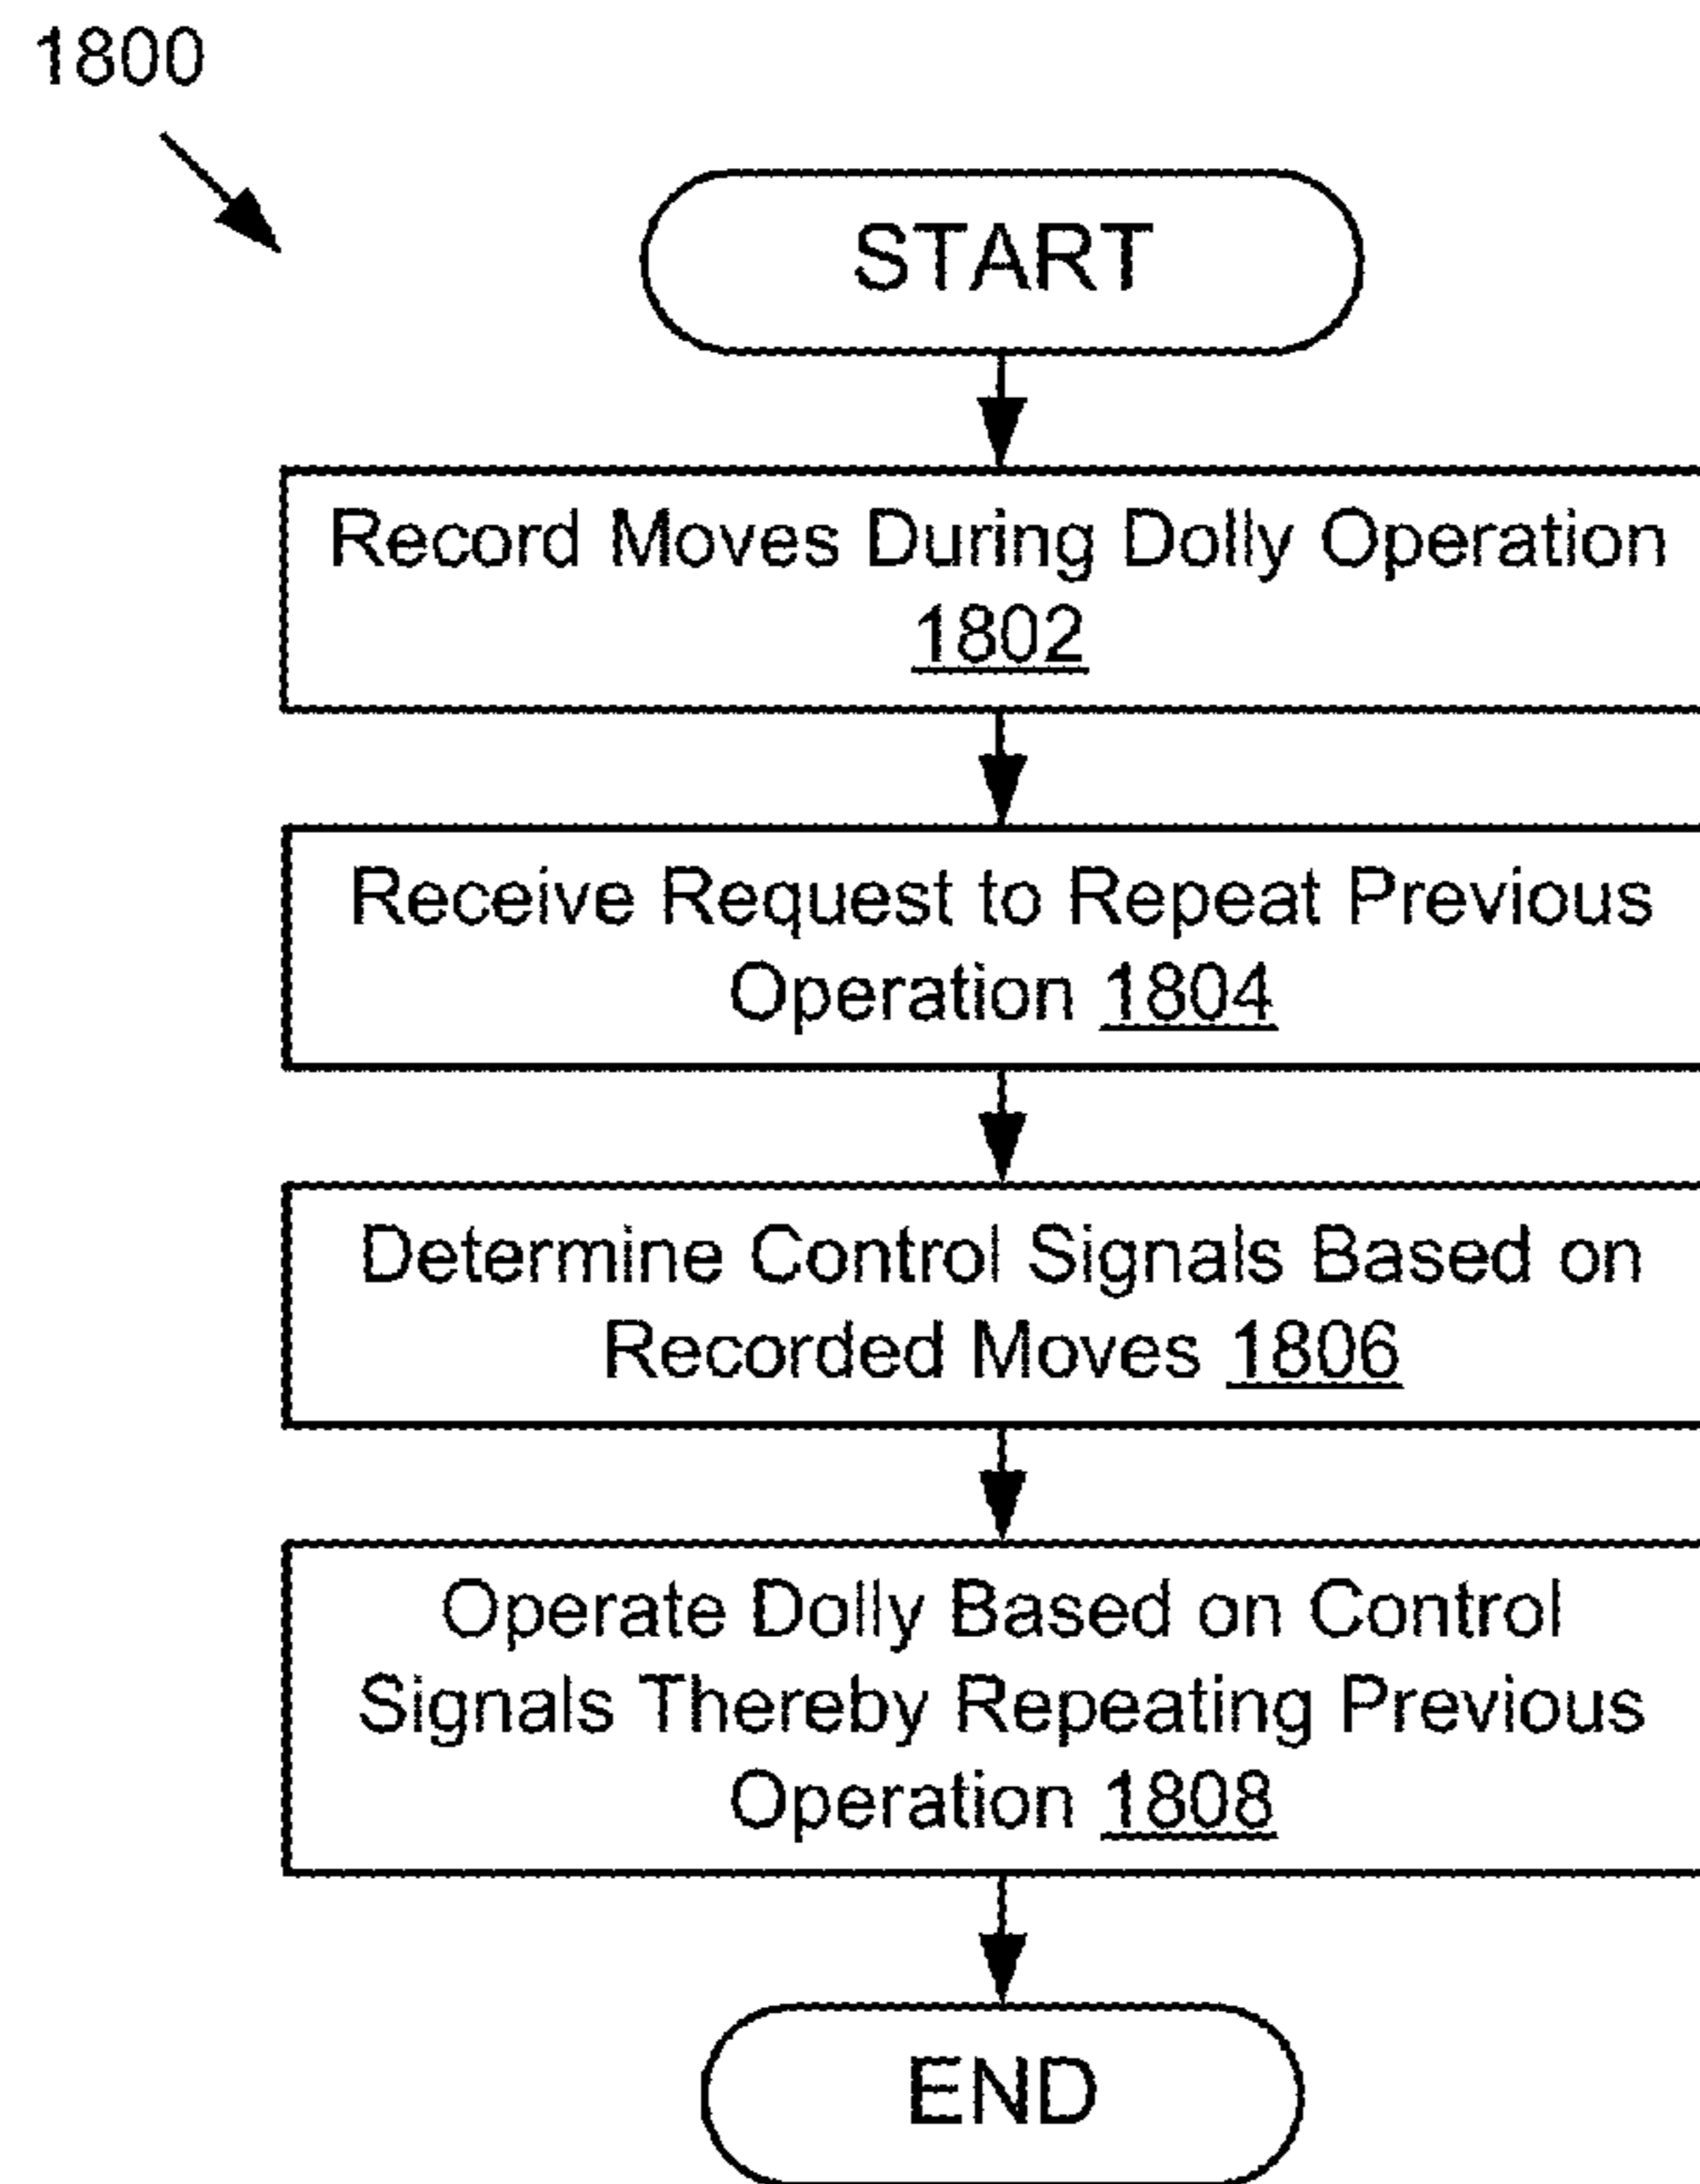 1800
START
Record Moves During Dolly Operation
1802
Receive Request to Repeat Previous
Operation 1804
Determine Control Signals Based on
Recorded Moves 1806
Operate Dolly Based on Control
Signals Thereby Repeating Previous
Operation 1808
END